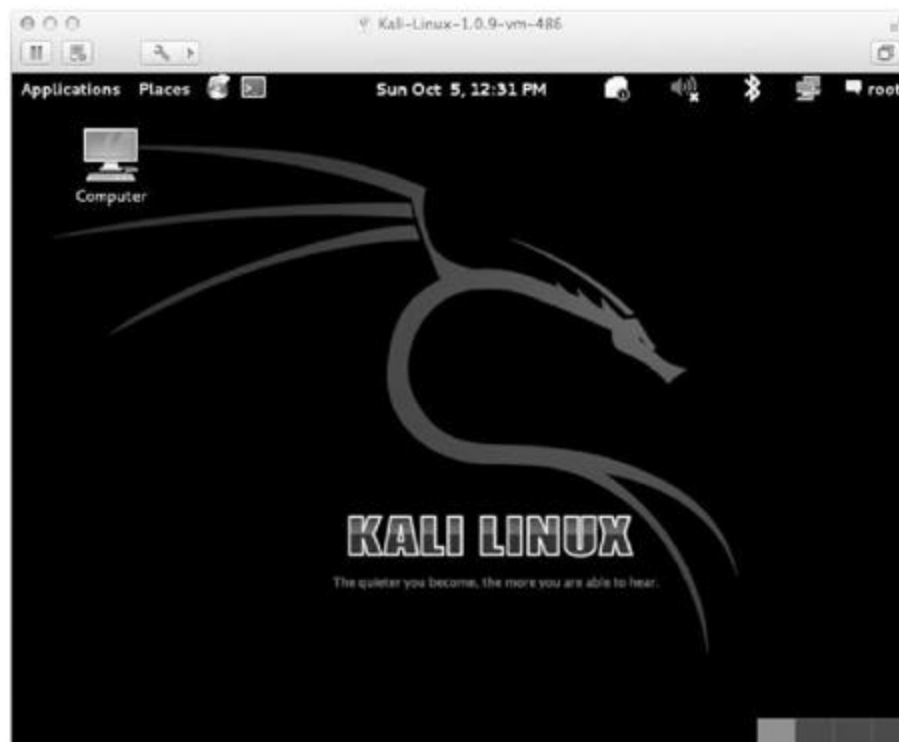 Kali-Linux-1.0.9-vm-486
Applications Places Sun Oct 5, 12:31 PM root
Computer
KALI LINUX
The quieter you become, the more you are able to hear.